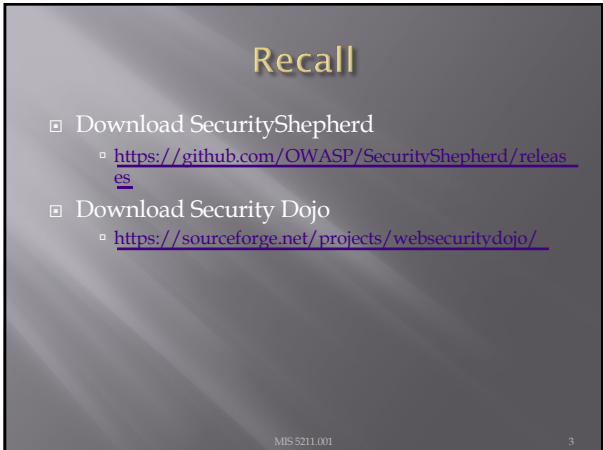 Recall
Download SecurityShepherd
https://github.com/OWASP/SecurityShepherd/releas
es
Download Security Dojo
https://sourceforge.net/projects/websecuritydojo/
MIS 5211.001
3